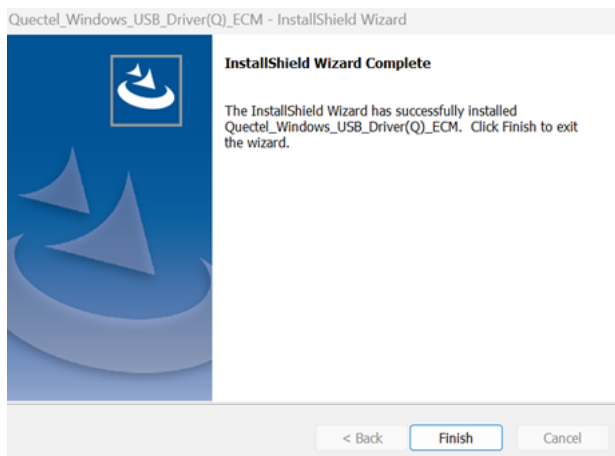 Quectel_Windows_USB_Driver(Q)_ECM - InstallShield Wizard
InstallShield Wizard Complete
The InstallShield Wizard has successfully installed
Quectel_Windows_USB_Driver(Q)_ECM. Click Finish to exit
the wizard.
< Back Finish Cancel